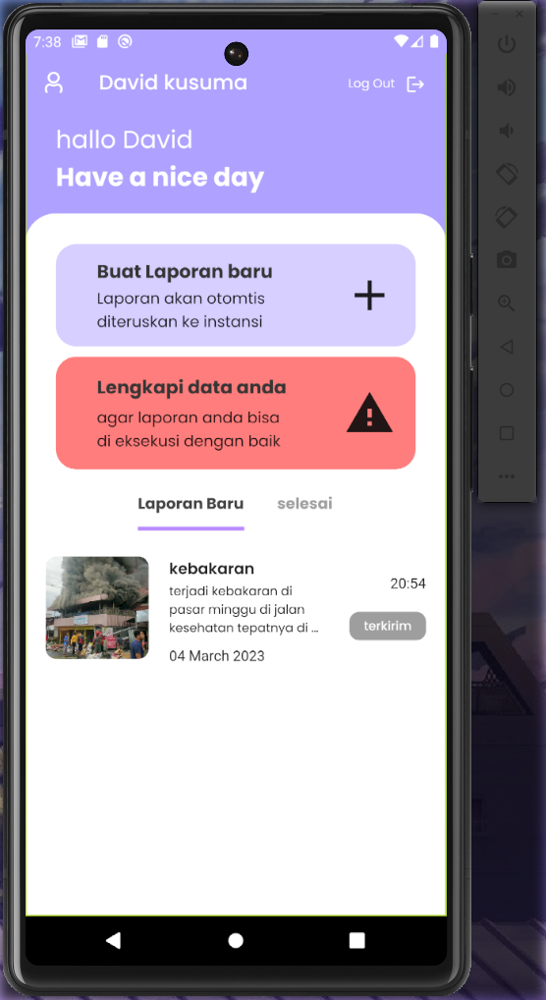 7:38
David kusuma
Log Out
hallo David
Have a nice day
Buat Laporan baru
Laporan akan otomtis
diteruskan ke instansi
Lengkapi data anda
agar laporan anda bisa
di eksekusi dengan baik
Laporan Baru selesai
kebakaran
terjadi kebakaran di
pasar minggu di jalan
kesehatan tepatnya di ...
20:54
terkirim
04 March 2023